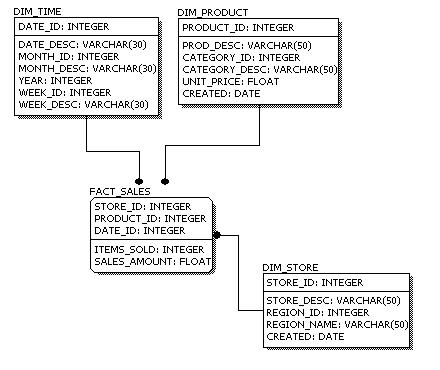 DIM_TIME
DATE_ID: INTEGER
DATE_DESC: VARCHAR(30)
MONTH_ID: INTEGER
MONTH_DESC: VARCHAR(30)
YEAR: INTEGER
WEEK_ID: INTEGER
WEEK_DESC: VARCHAR(30)
DIM_PRODUCT
PRODUCT_ID: INTEGER
PROD_DESC: VARCHAR(50)
CATEGORY_ID: INTEGER
CATEGORY_DESC: VARCHAR(50)
UNIT_PRICE: FLOAT
CREATED: DATE
FACT_SALES
STORE_ID: INTEGER
PRODUCT_ID: INTEGER
DATE_ID: INTEGER
ITEMS_SOLD: INTEGER
SALES_AMOUNT: FLOAT
DIM_STORE
STORE_ID: INTEGER
STORE_DESC: VARCHAR(50)
REGION_ID: INTEGER
REGION_NAME: VARCHAR(50)
CREATED: DATE